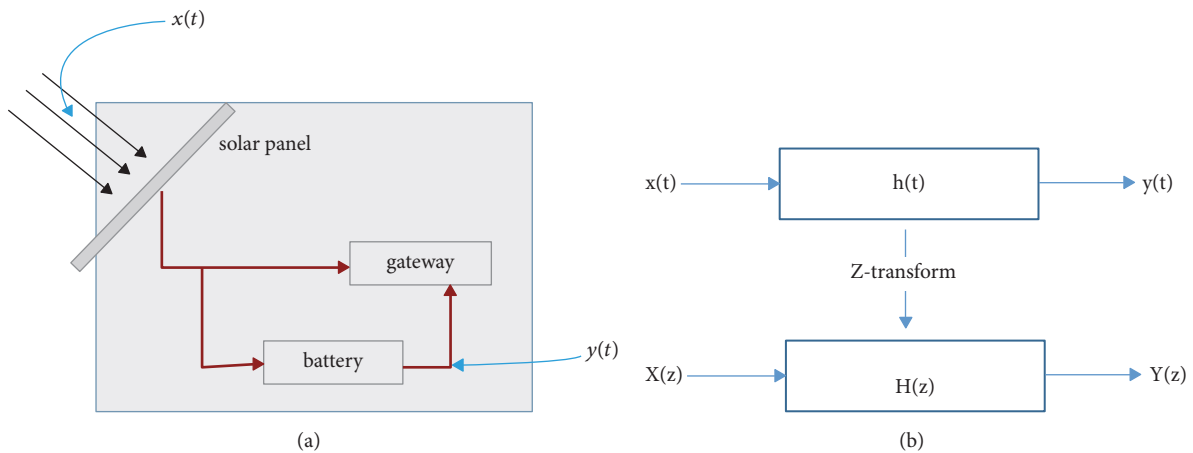 x(t)
solar panel
gateway
battery
y(t)
(a)
x(t)
h(t)
y(t)
Z-transform
X(z)
H(z)
Y(z)
(b)